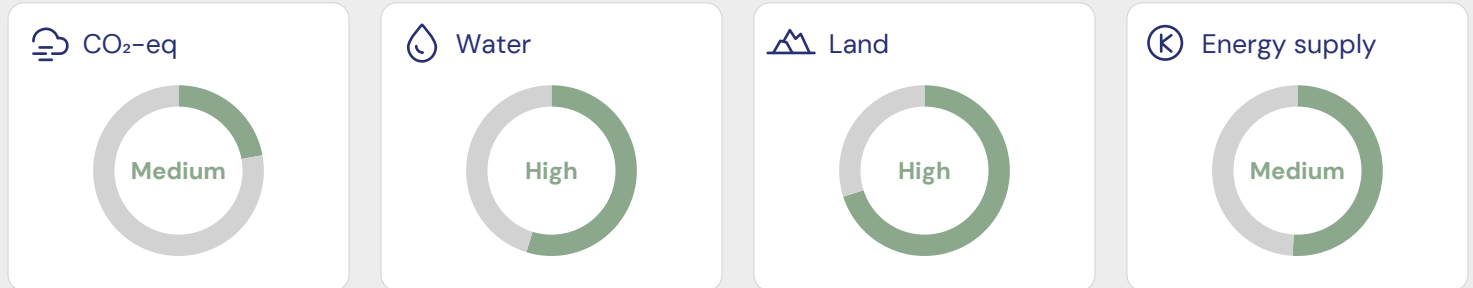 CO₂-eq
Medium
Water
High
Land
High
Energy supply
Medium